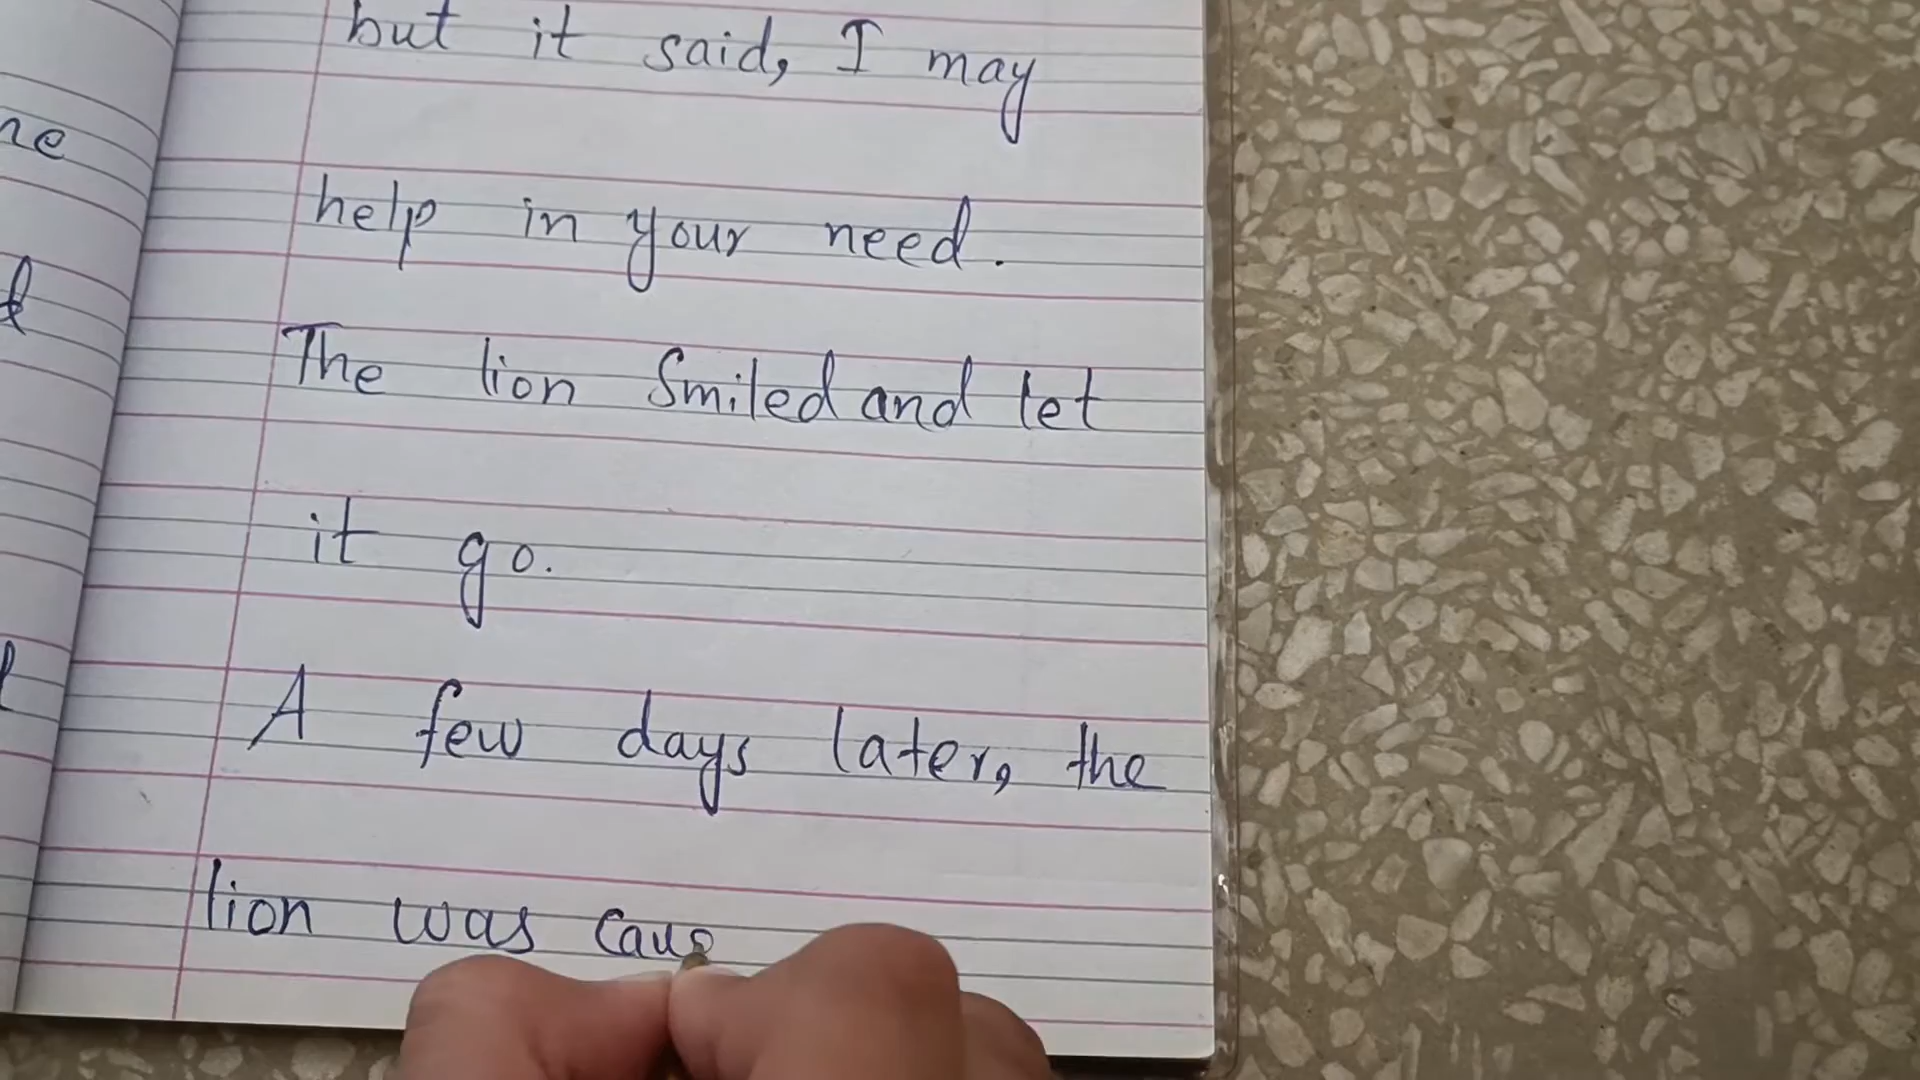 but it said, I may
help in your need.
The lion Smiled and let
it go.
A few days later, the
lion was